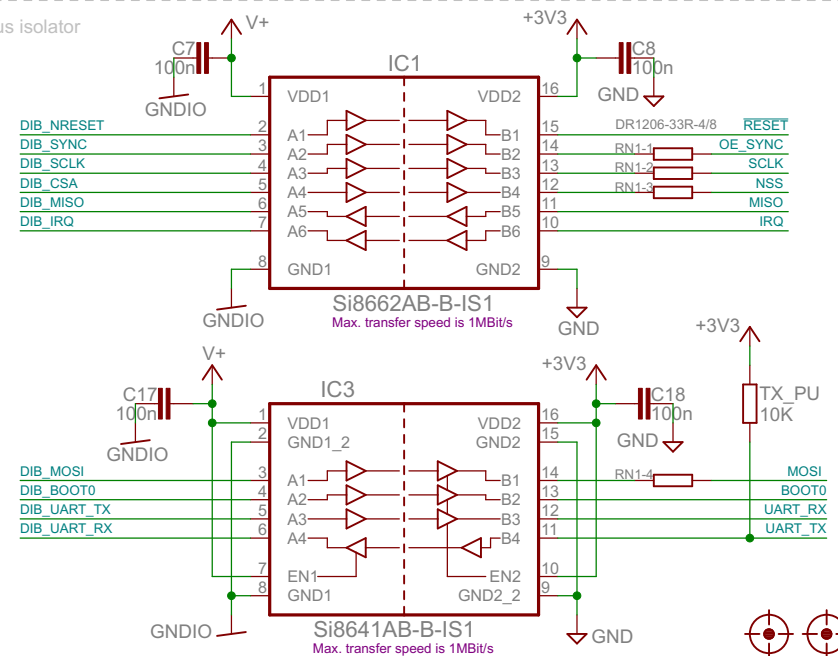 us isolator
V+
+3V3
C7
100n
GNDIO
IC1
C8
100n
GND
1 VDD1 VDD2 16
DIB_NRESET 2 A1 B1 15 DR1206-33R-4/8 RESET
DIB_SYNC 3 A2 B2 14 RN1-1 OE_SYNC
DIB_SCLK 4 A3 B3 13 RN1-2 SCLK
DIB_CSA 5 A4 B4 12 RN1-3 NSS
DIB_MISO 6 A5 B5 11 MISO
DIB_IRQ 7 A6 B6 10 IRQ
8 GND1 GND2 9
GNDIO
Si8662AB-B-IS1
Max. transfer speed is 1MBit/s
GND
V+
+3V3
+3V3
C17
100n
GNDIO
IC3
C18
100n
GND
TX_PU
10K
1 VDD1 VDD2 16
2 GND1_2 GND2 15
DIB_MOSI 3 A1 B1 14 RN1-4 MOSI
DIB_BOOT0 4 A2 B2 13 BOOT0
DIB_UART_TX 5 A3 B3 12 UART_RX
DIB_UART_RX 6 A4 B4 11 UART_TX
7 EN1 EN2 10
8 GND1 GND2_2 9
GNDIO
Si8641AB-B-IS1
Max. transfer speed is 1MBit/s
GND